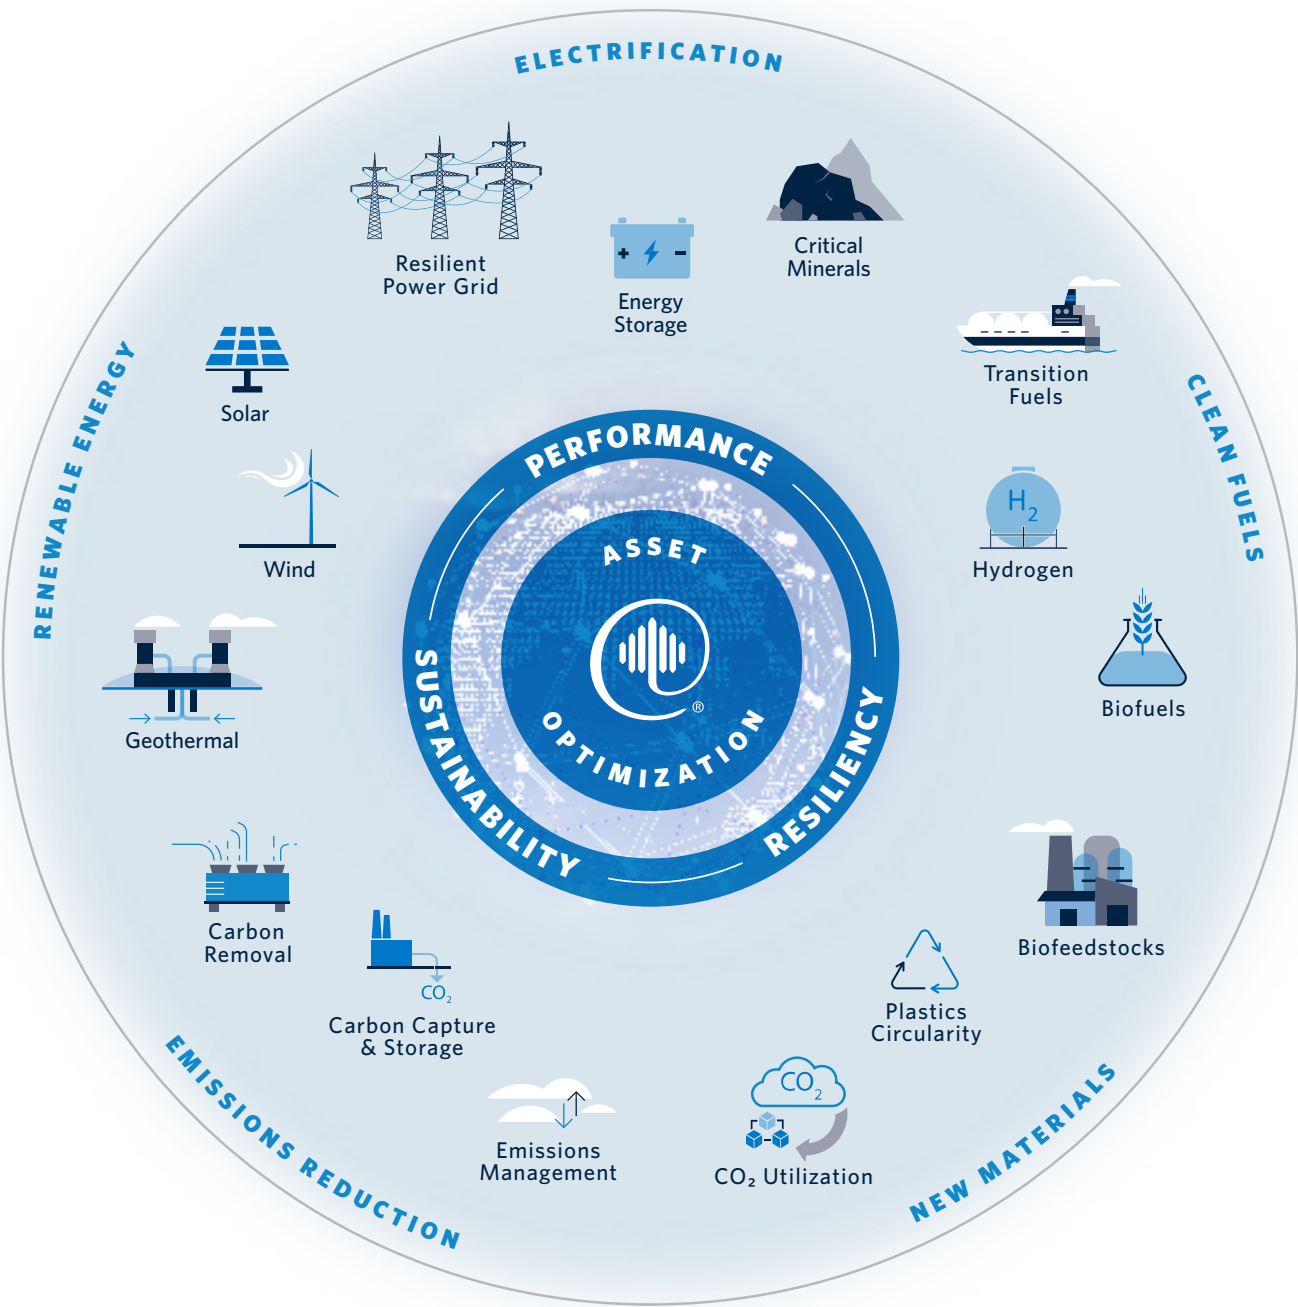 ELECTRIFICATION
Resilient
Power Grid
+ -
Energy
Storage
Critical
Minerals
CLEAN FUELS
Transition
Fuels
H₂
Hydrogen
Biofuels
NEW MATERIALS
Biofeedstocks
Plastics
Circularity
CO₂
CO₂ Utilization
EMISSIONS REDUCTION
Emissions
Management
CO₂
Carbon Capture
& Storage
Carbon
Removal
RENEWABLE ENERGY
Geothermal
Wind
Solar
PERFORMANCE
RESILIENCY
SUSTAINABILITY
ASSET
®
OPTIMIZATION